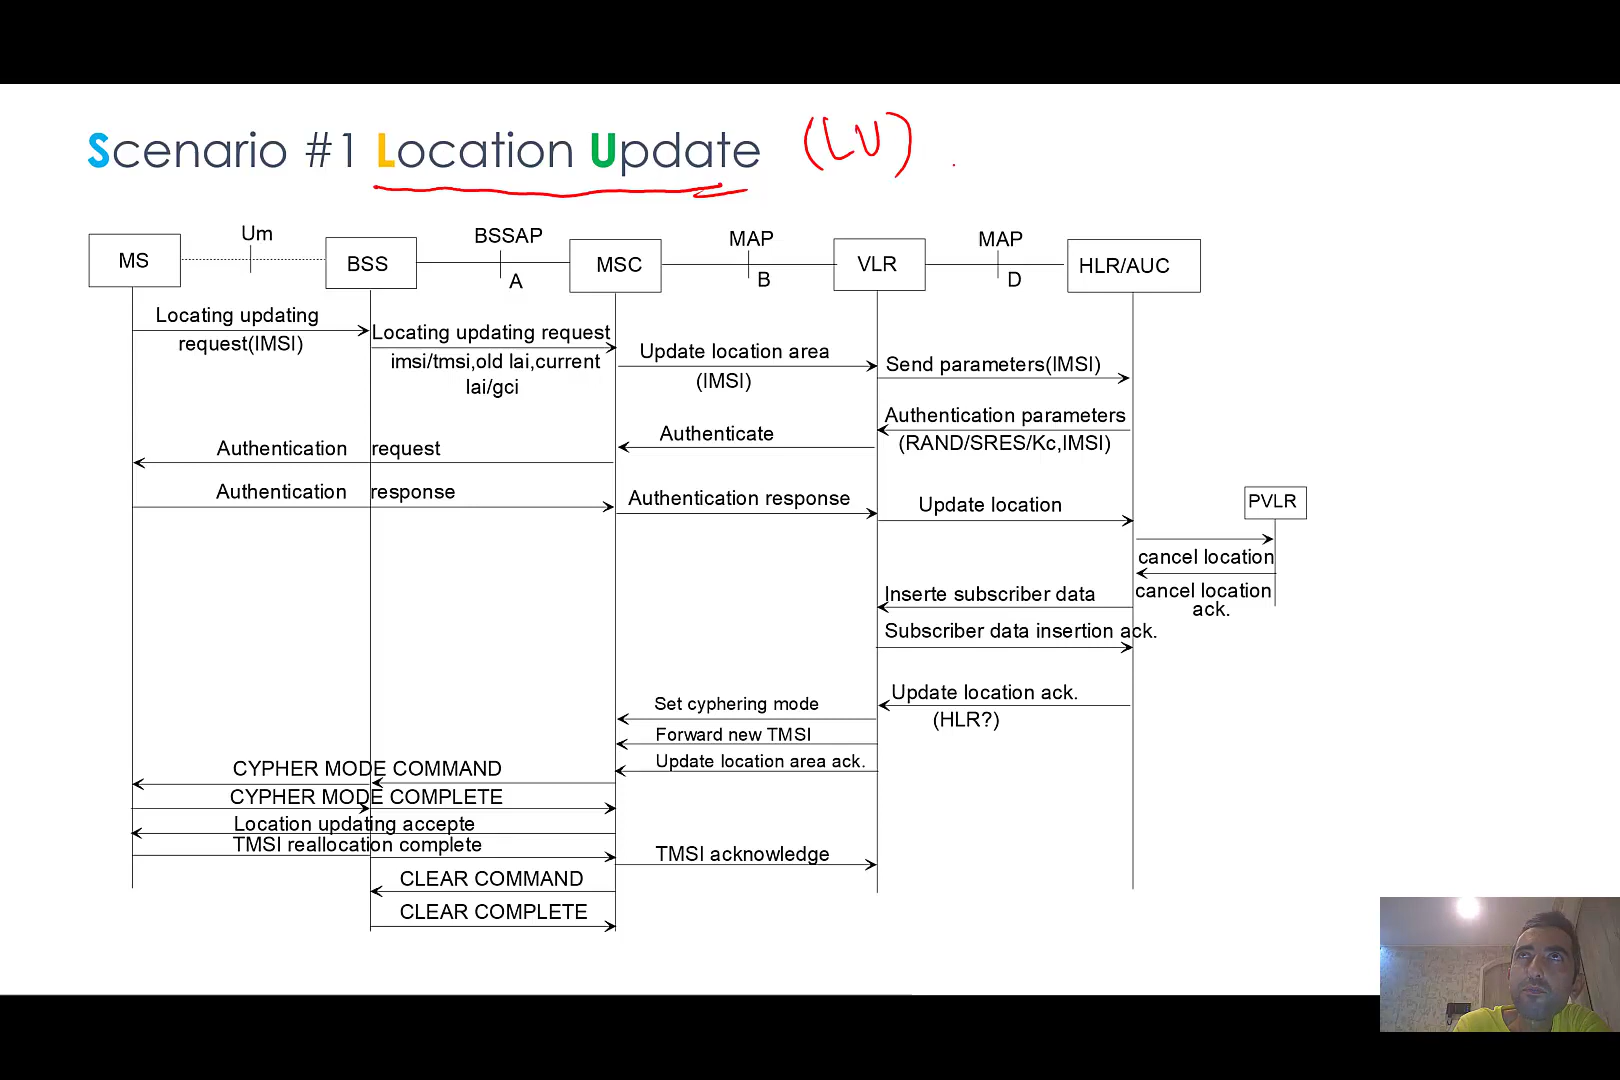 Scenario #1 Location Update (LU)
Um
BSSAP
MAP
MAP
MS
BSS
MSC
VLR
HLR/AUC
A
B
D
Locating updating
request(IMSI)
Locating updating request
imsi/tmsi,old lai,current
lai/gci
Update location area
(IMSI)
Send parameters(IMSI)
Authentication parameters
(RAND/SRES/Kc,IMSI)
Authenticate
Authentication request
Authentication response
Authentication response
Update location
PVLR
cancel location
cancel location
ack.
Inserte subscriber data
Subscriber data insertion ack.
Update location ack.
(HLR?)
Set cyphering mode
Forward new TMSI
Update location area ack.
CYPHER MODE COMMAND
CYPHER MODE COMPLETE
Location updating accepte
TMSI reallocation complete
TMSI acknowledge
CLEAR COMMAND
CLEAR COMPLETE